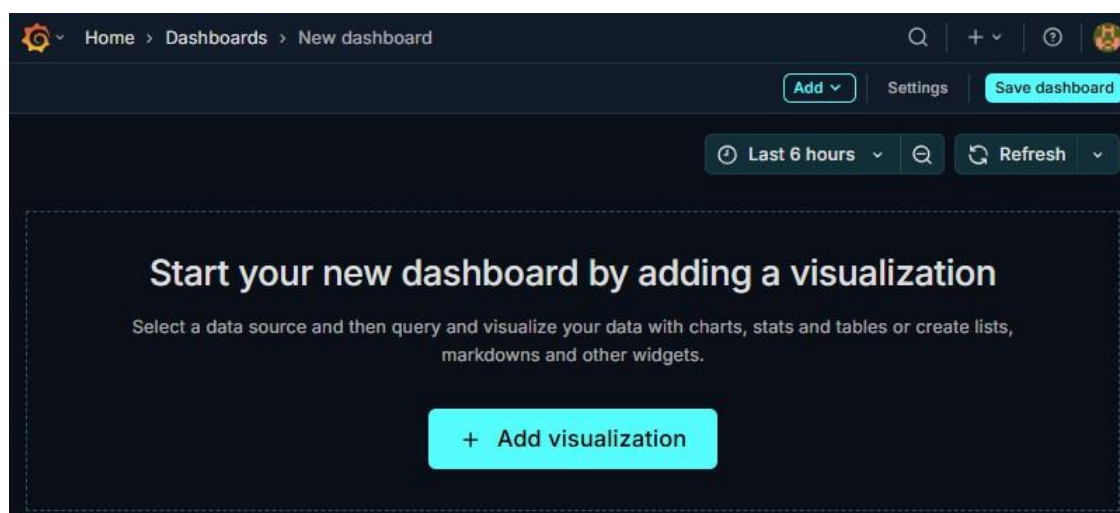 Home › Dashboards › New dashboard
Add Settings Save dashboard
Last 6 hours Refresh
Start your new dashboard by adding a visualization
Select a data source and then query and visualize your data with charts, stats and tables or create lists,
markdowns and other widgets.
+ Add visualization